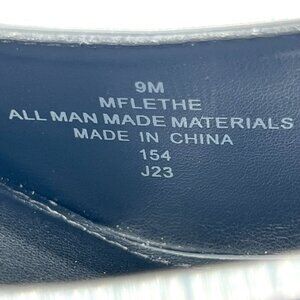 9M
MFLETHE
ALL MAN MADE MATERIALS
MADE IN CHINA
154
J23